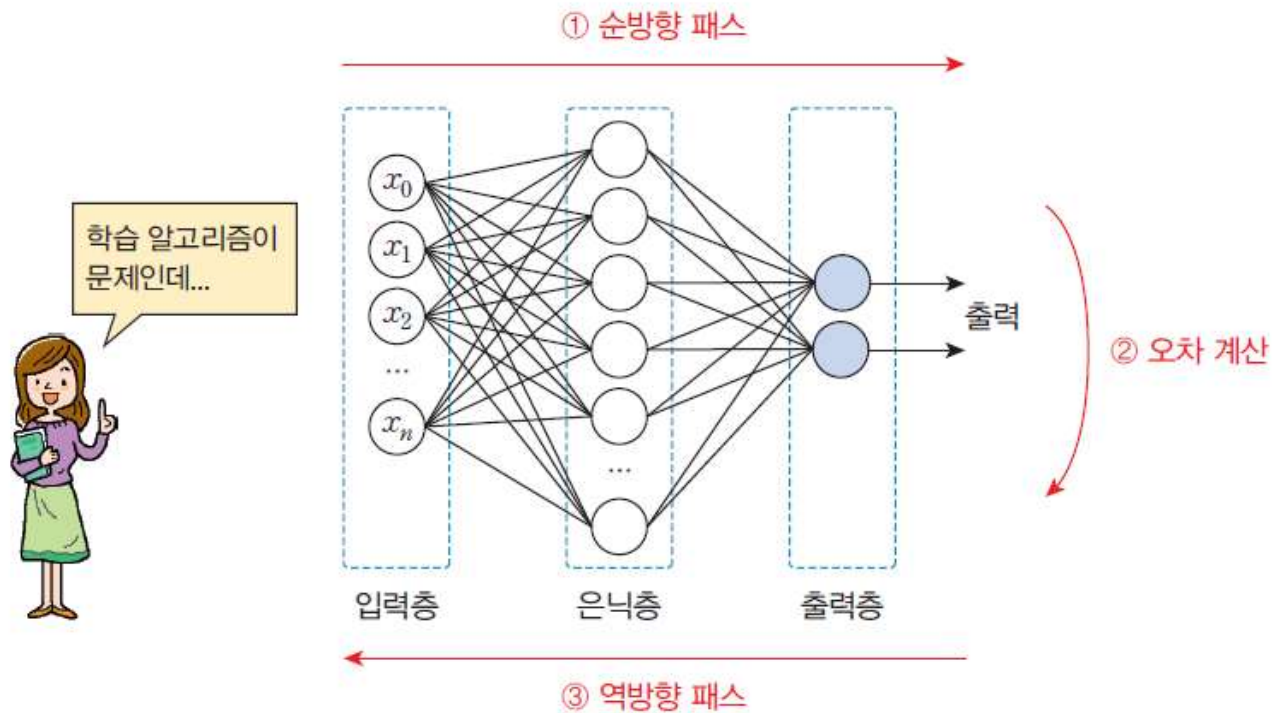 ① 순방향 패스
학습 알고리즘이
문제인데...
x₀
x₁
x₂
...
xₙ
...
출력
② 오차 계산
입력층
은닉층
출력층
③ 역방향 패스